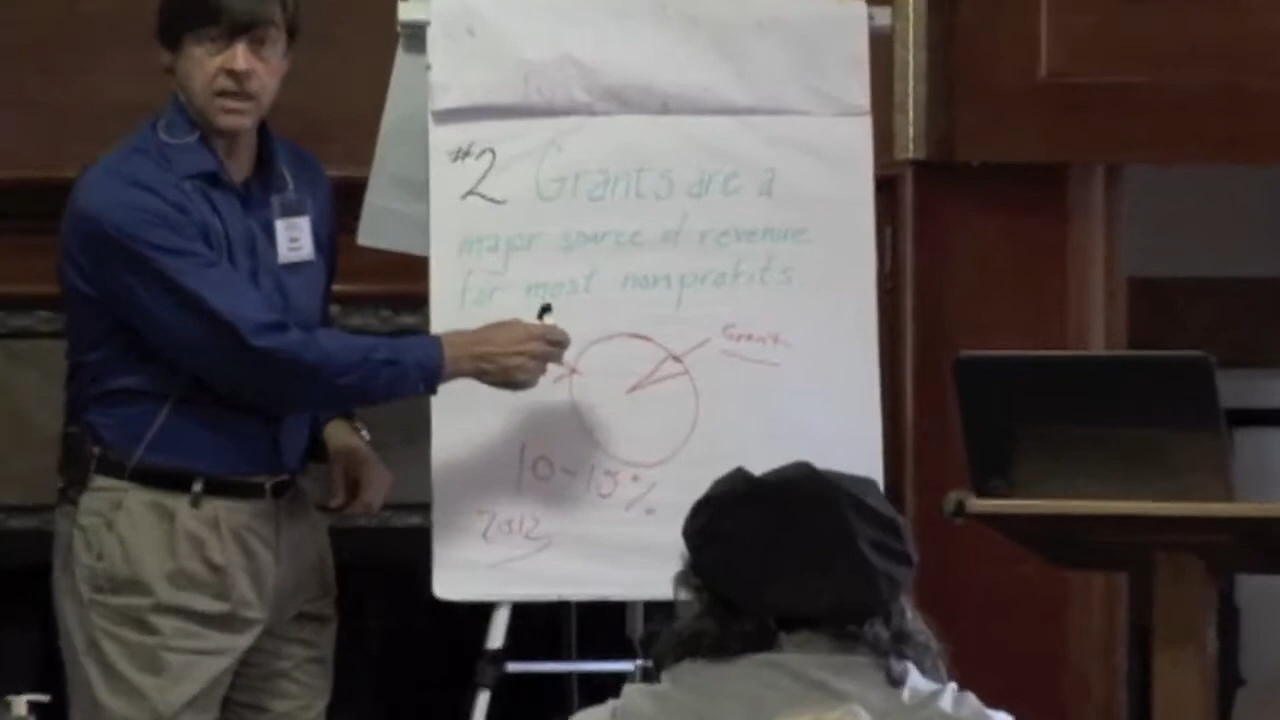 #2 Grants are a
major source of revenue
for most nonprofits.
Grants
10-15%
2012